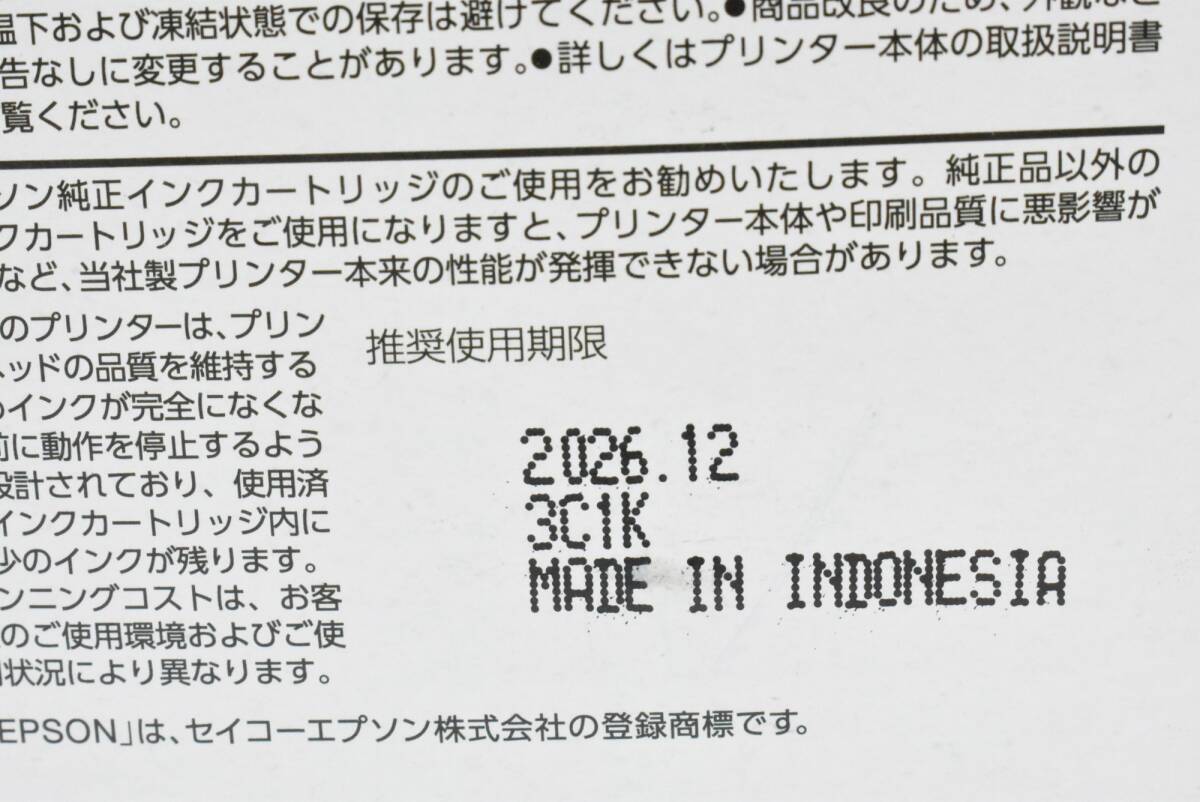 温下および凍結状態での保存は避けてください。●商品改良のため、外観など
告なしに変更することがあります。●詳しくはプリンター本体の取扱説明書
覧ください。
ソン純正インクカートリッジのご使用をお勧めいたします。純正品以外の
クカートリッジをご使用になりますと、プリンター本体や印刷品質に悪影響が
など、当社製プリンター本来の性能が発揮できない場合があります。
のプリンターは、プリン
ヘッドの品質を維持する
めインクが完全になくな
前に動作を停止するよう
設計されており、使用済
インクカートリッジ内に
少のインクが残ります。
ンニングコストは、お客
のご使用環境およびご使
用状況により異なります。
推奨使用期限
2026.12
3C1K
MADE IN INDONESIA
EPSON」は、セイコーエプソン株式会社の登録商標です。